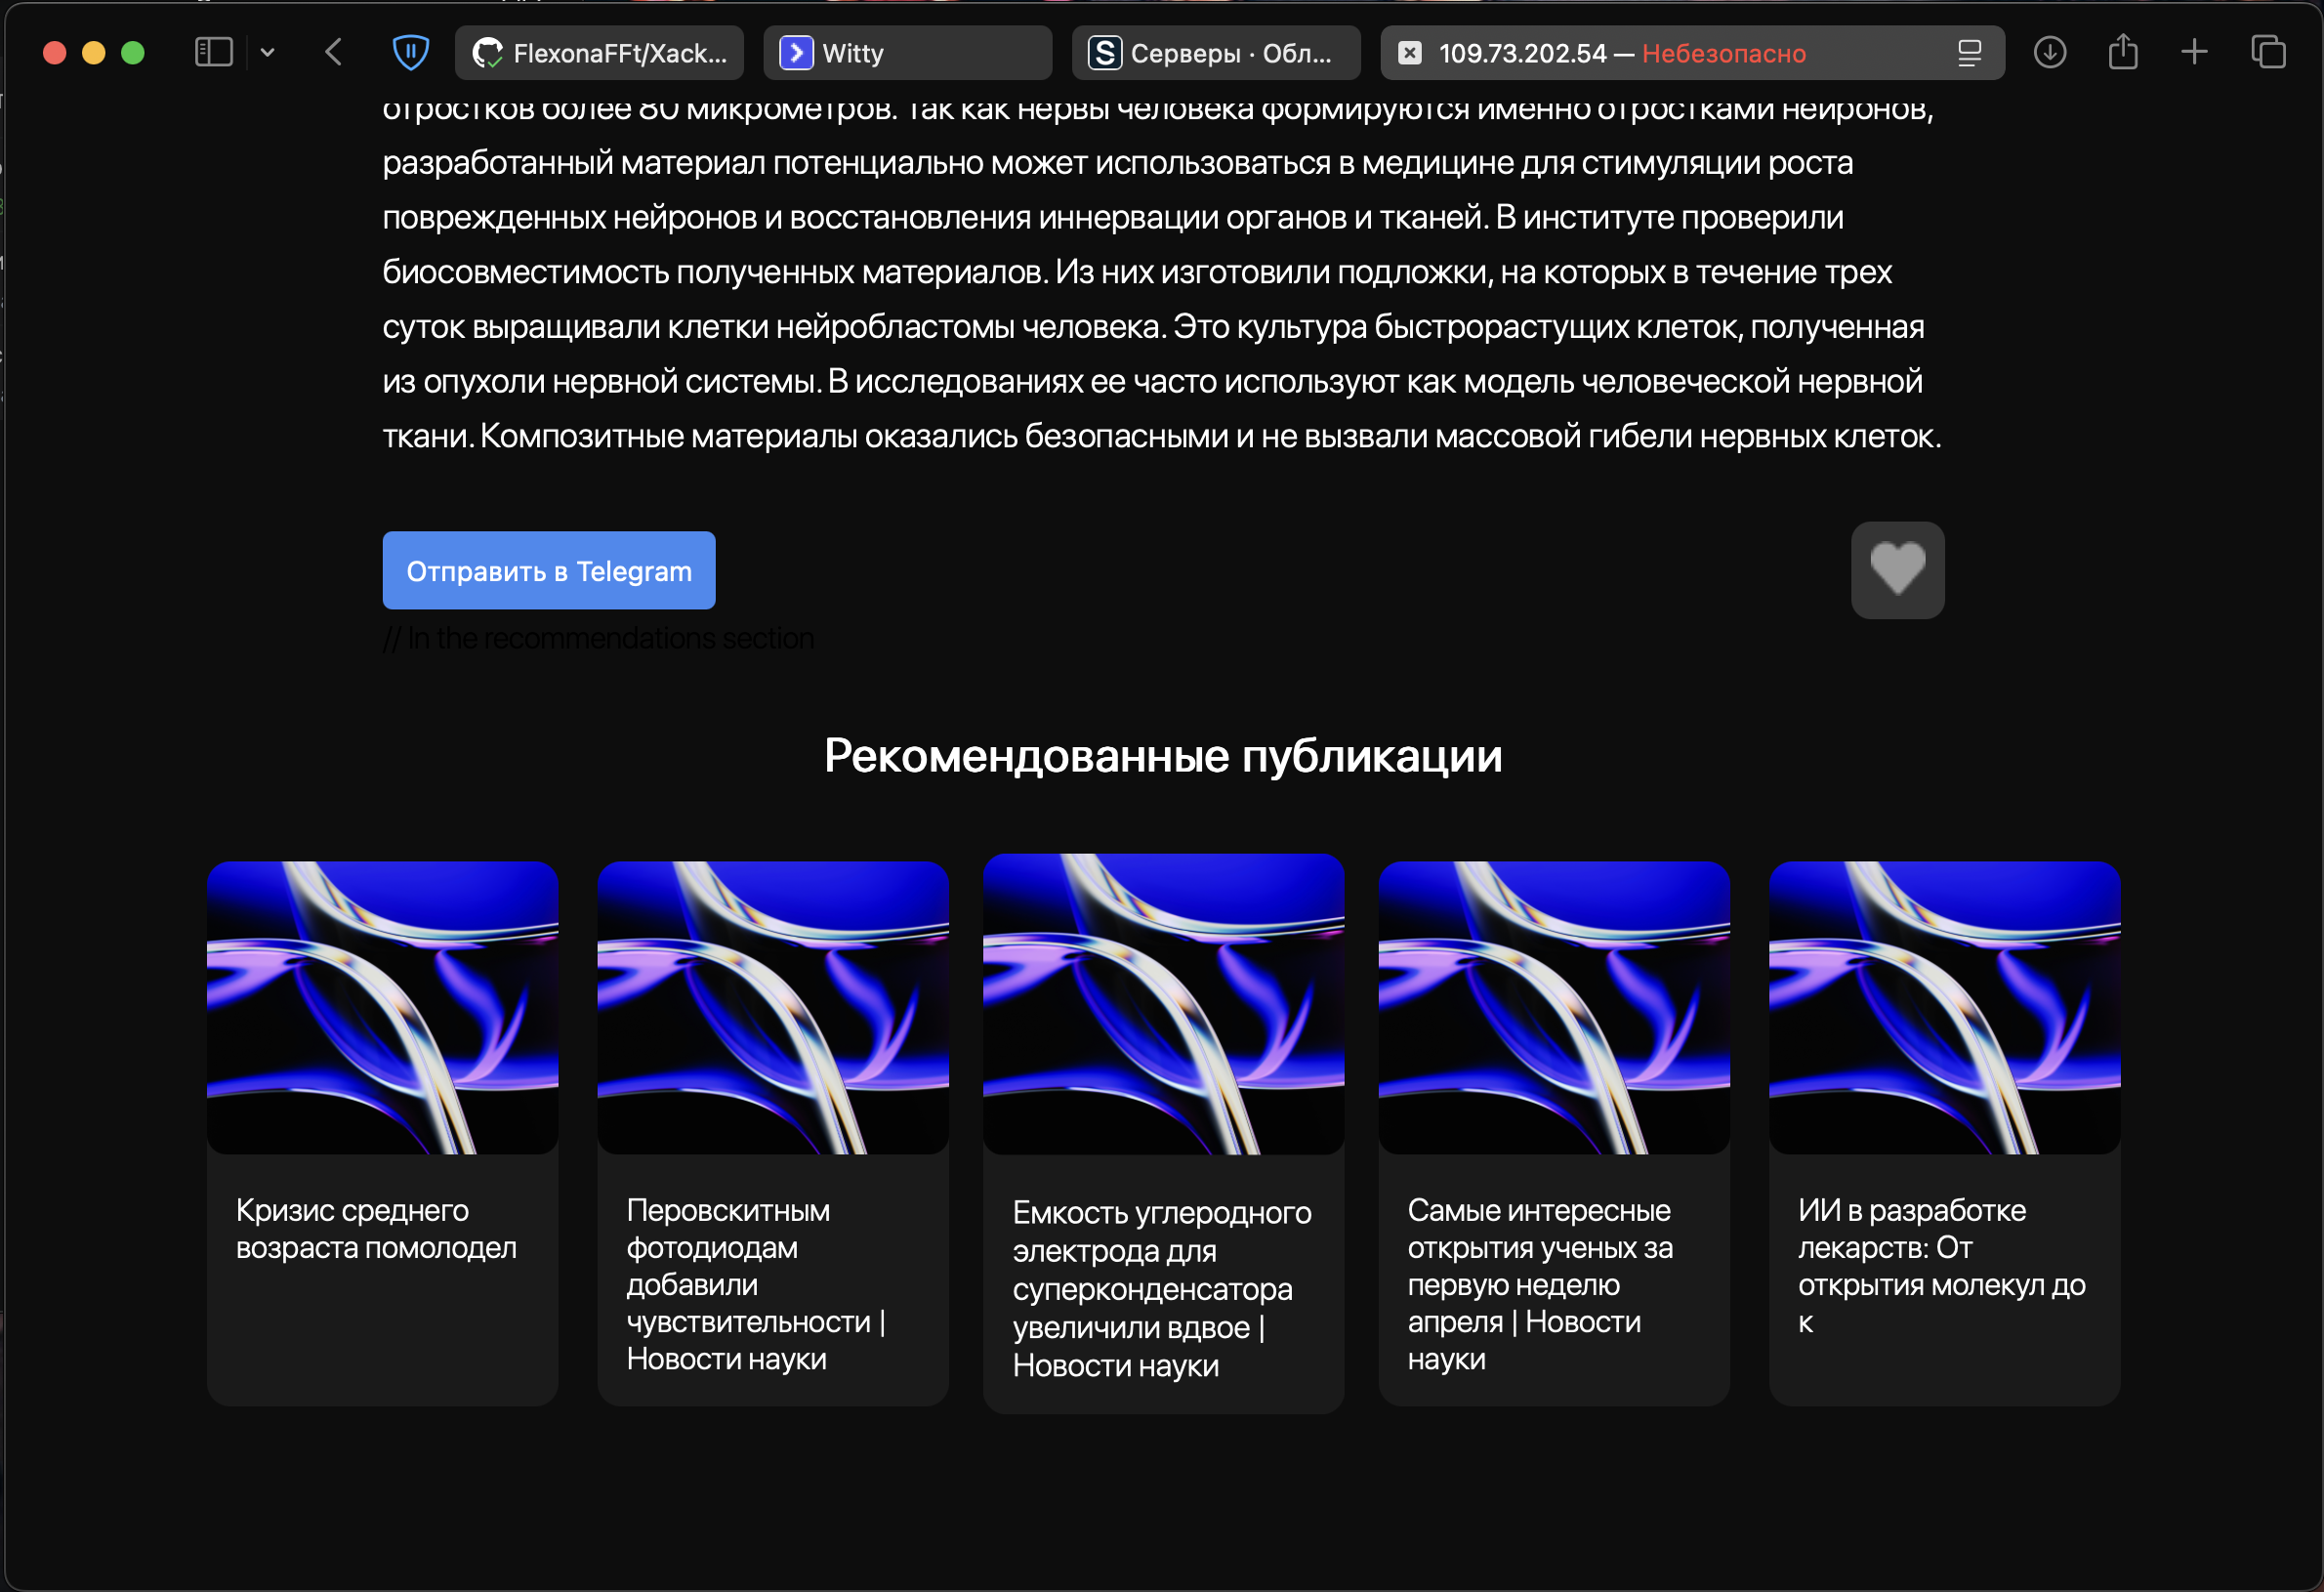 FlexonaFFt/Xack...
Witty
Серверы · Обл...
109.73.202.54 — Небезопасно
отростков более 80 микрометров. Так как нервы человека формируются именно отростками нейронов,
разработанный материал потенциально может использоваться в медицине для стимуляции роста
поврежденных нейронов и восстановления иннервации органов и тканей. В институте проверили
биосовместимость полученных материалов. Из них изготовили подложки, на которых в течение трех
суток выращивали клетки нейробластомы человека. Это культура быстрорастущих клеток, полученная
из опухоли нервной системы. В исследованиях ее часто используют как модель человеческой нервной
ткани. Композитные материалы оказались безопасными и не вызвали массовой гибели нервных клеток.
Отправить в Telegram
// In the recommendations section
Рекомендованные публикации
Кризис среднего
возраста помолодел
Перовскитным
фотодиодам
добавили
чувствительности |
Новости науки
Емкость углеродного
электрода для
суперконденсатора
увеличили вдвое |
Новости науки
Самые интересные
открытия ученых за
первую неделю
апреля | Новости
науки
ИИ в разработке
лекарств: От
открытия молекул до
к